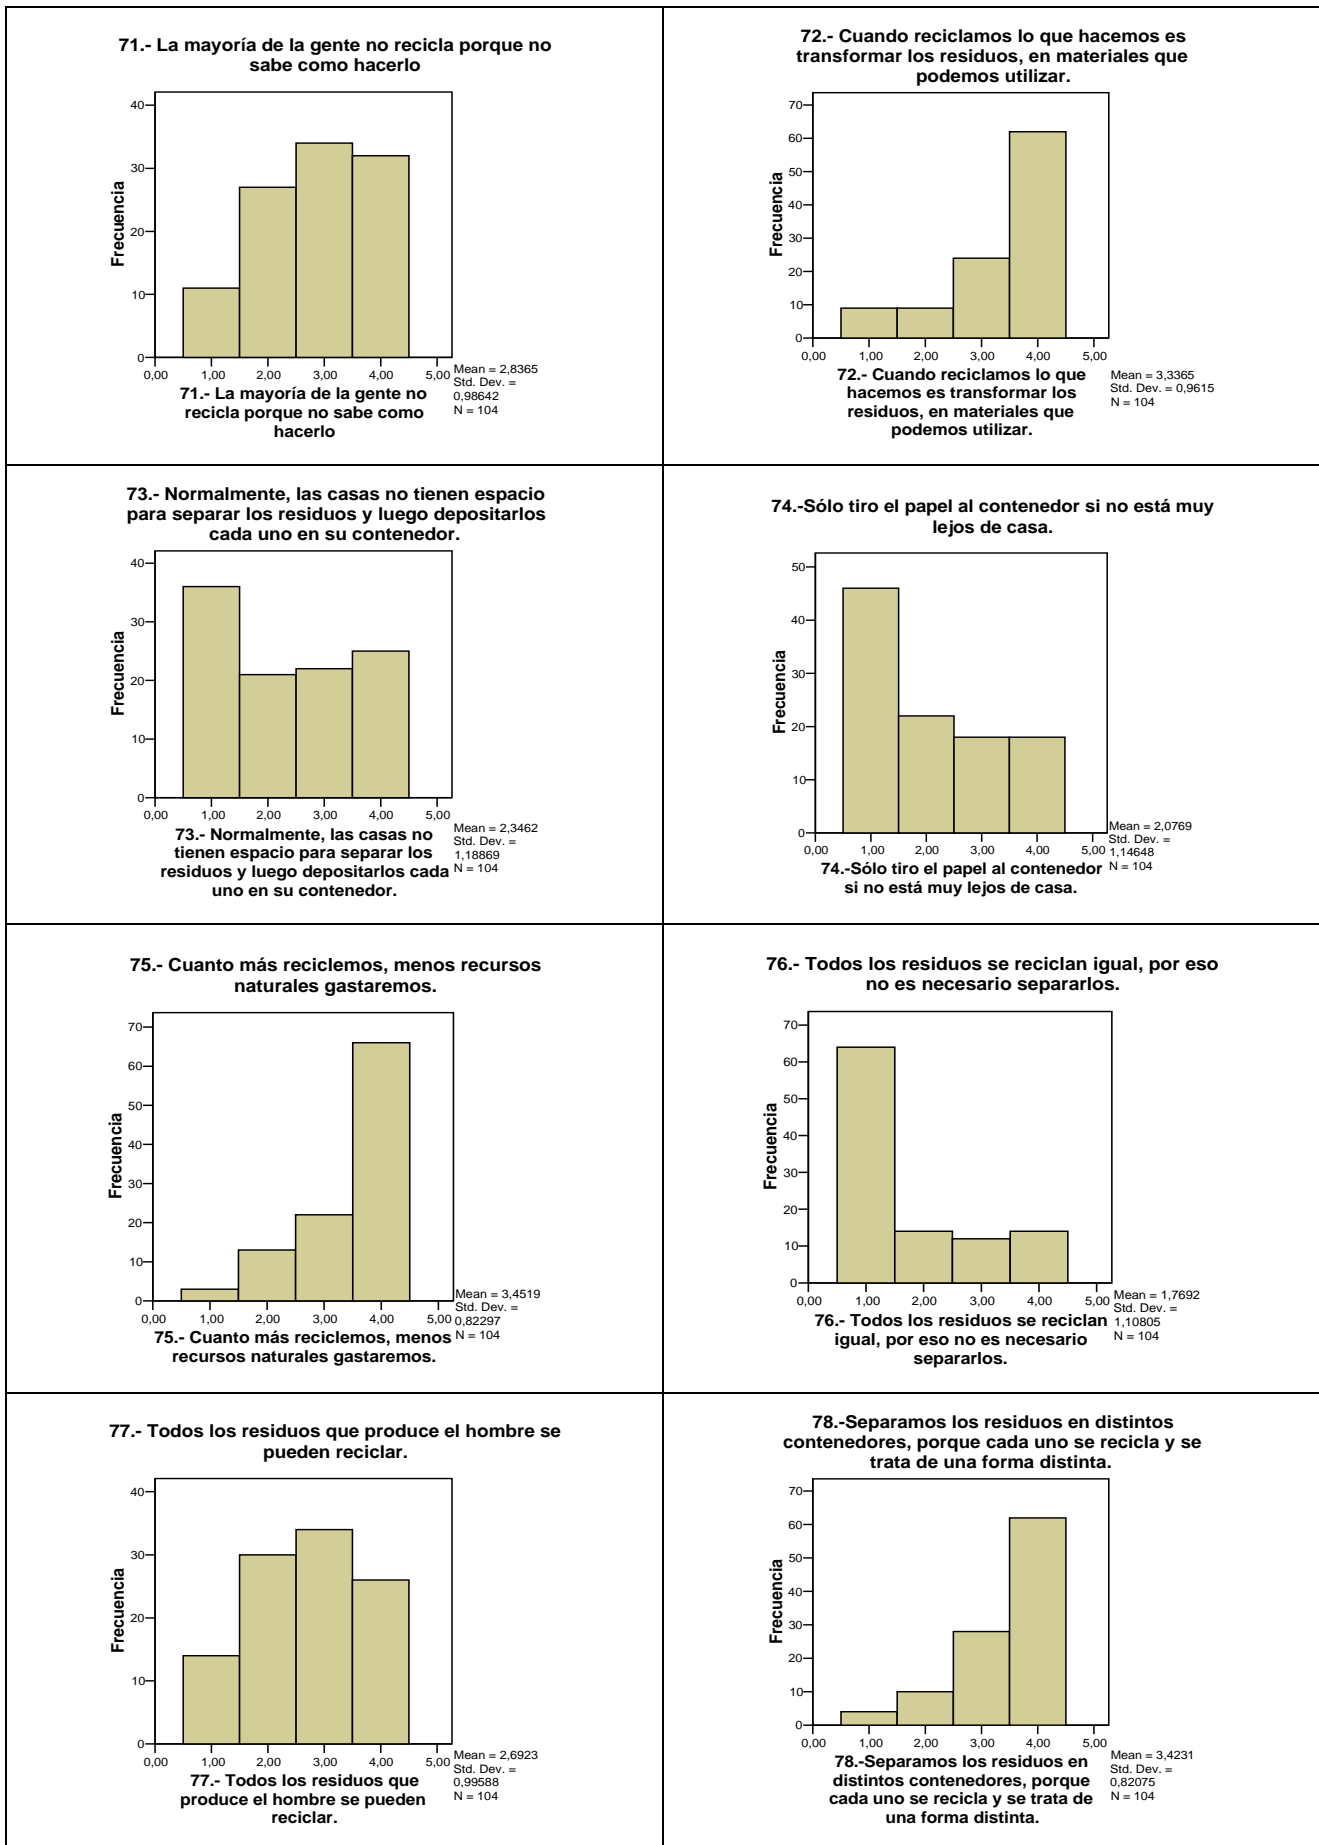 71.- La mayoría de la gente no recicla porque no
sabe como hacerlo
40
30
20
10
0
Frecuencia
0,00 1,00 2,00 3,00 4,00 5,00
71.- La mayoría de la gente no
recicla porque no sabe como
hacerlo
Mean = 2,8365
Std. Dev. =
0,98642
N = 104
72.- Cuando reciclamos lo que hacemos es
transformar los residuos, en materiales que
podemos utilizar.
70
60
50
40
30
20
10
0
Frecuencia
0,00 1,00 2,00 3,00 4,00 5,00
72.- Cuando reciclamos lo que
hacemos es transformar los
residuos, en materiales que
podemos utilizar.
Mean = 3,3365
Std. Dev. = 0,9615
N = 104
73.- Normalmente, las casas no tienen espacio
para separar los residuos y luego depositarlos
cada uno en su contenedor.
40
30
20
10
0
Frecuencia
0,00 1,00 2,00 3,00 4,00 5,00
73.- Normalmente, las casas no
tienen espacio para separar los
residuos y luego depositarlos cada
uno en su contenedor.
Mean = 2,3462
Std. Dev. =
1,18869
N = 104
74.-Sólo tiro el papel al contenedor si no está muy
lejos de casa.
50
40
30
20
10
0
Frecuencia
0,00 1,00 2,00 3,00 4,00 5,00
74.-Sólo tiro el papel al contenedor
si no está muy lejos de casa.
Mean = 2,0769
Std. Dev. =
1,14648
N = 104
75.- Cuanto más reciclemos, menos recursos
naturales gastaremos.
70
60
50
40
30
20
10
0
Frecuencia
0,00 1,00 2,00 3,00 4,00 5,00
75.- Cuanto más reciclemos, menos
recursos naturales gastaremos.
Mean = 3,4519
Std. Dev. =
0,82297
N = 104
76.- Todos los residuos se reciclan igual, por eso
no es necesario separarlos.
70
60
50
40
30
20
10
0
Frecuencia
0,00 1,00 2,00 3,00 4,00 5,00
76.- Todos los residuos se reciclan
igual, por eso no es necesario
separarlos.
Mean = 1,7692
Std. Dev. =
1,10805
N = 104
77.- Todos los residuos que produce el hombre se
pueden reciclar.
40
30
20
10
0
Frecuencia
0,00 1,00 2,00 3,00 4,00 5,00
77.- Todos los residuos que
produce el hombre se pueden
reciclar.
Mean = 2,6923
Std. Dev. =
0,99588
N = 104
78.-Separamos los residuos en distintos
contenedores, porque cada uno se recicla y se
trata de una forma distinta.
70
60
50
40
30
20
10
0
Frecuencia
0,00 1,00 2,00 3,00 4,00 5,00
78.-Separamos los residuos en
distintos contenedores, porque
cada uno se recicla y se trata de
una forma distinta.
Mean = 3,4231
Std. Dev. =
0,82075
N = 104